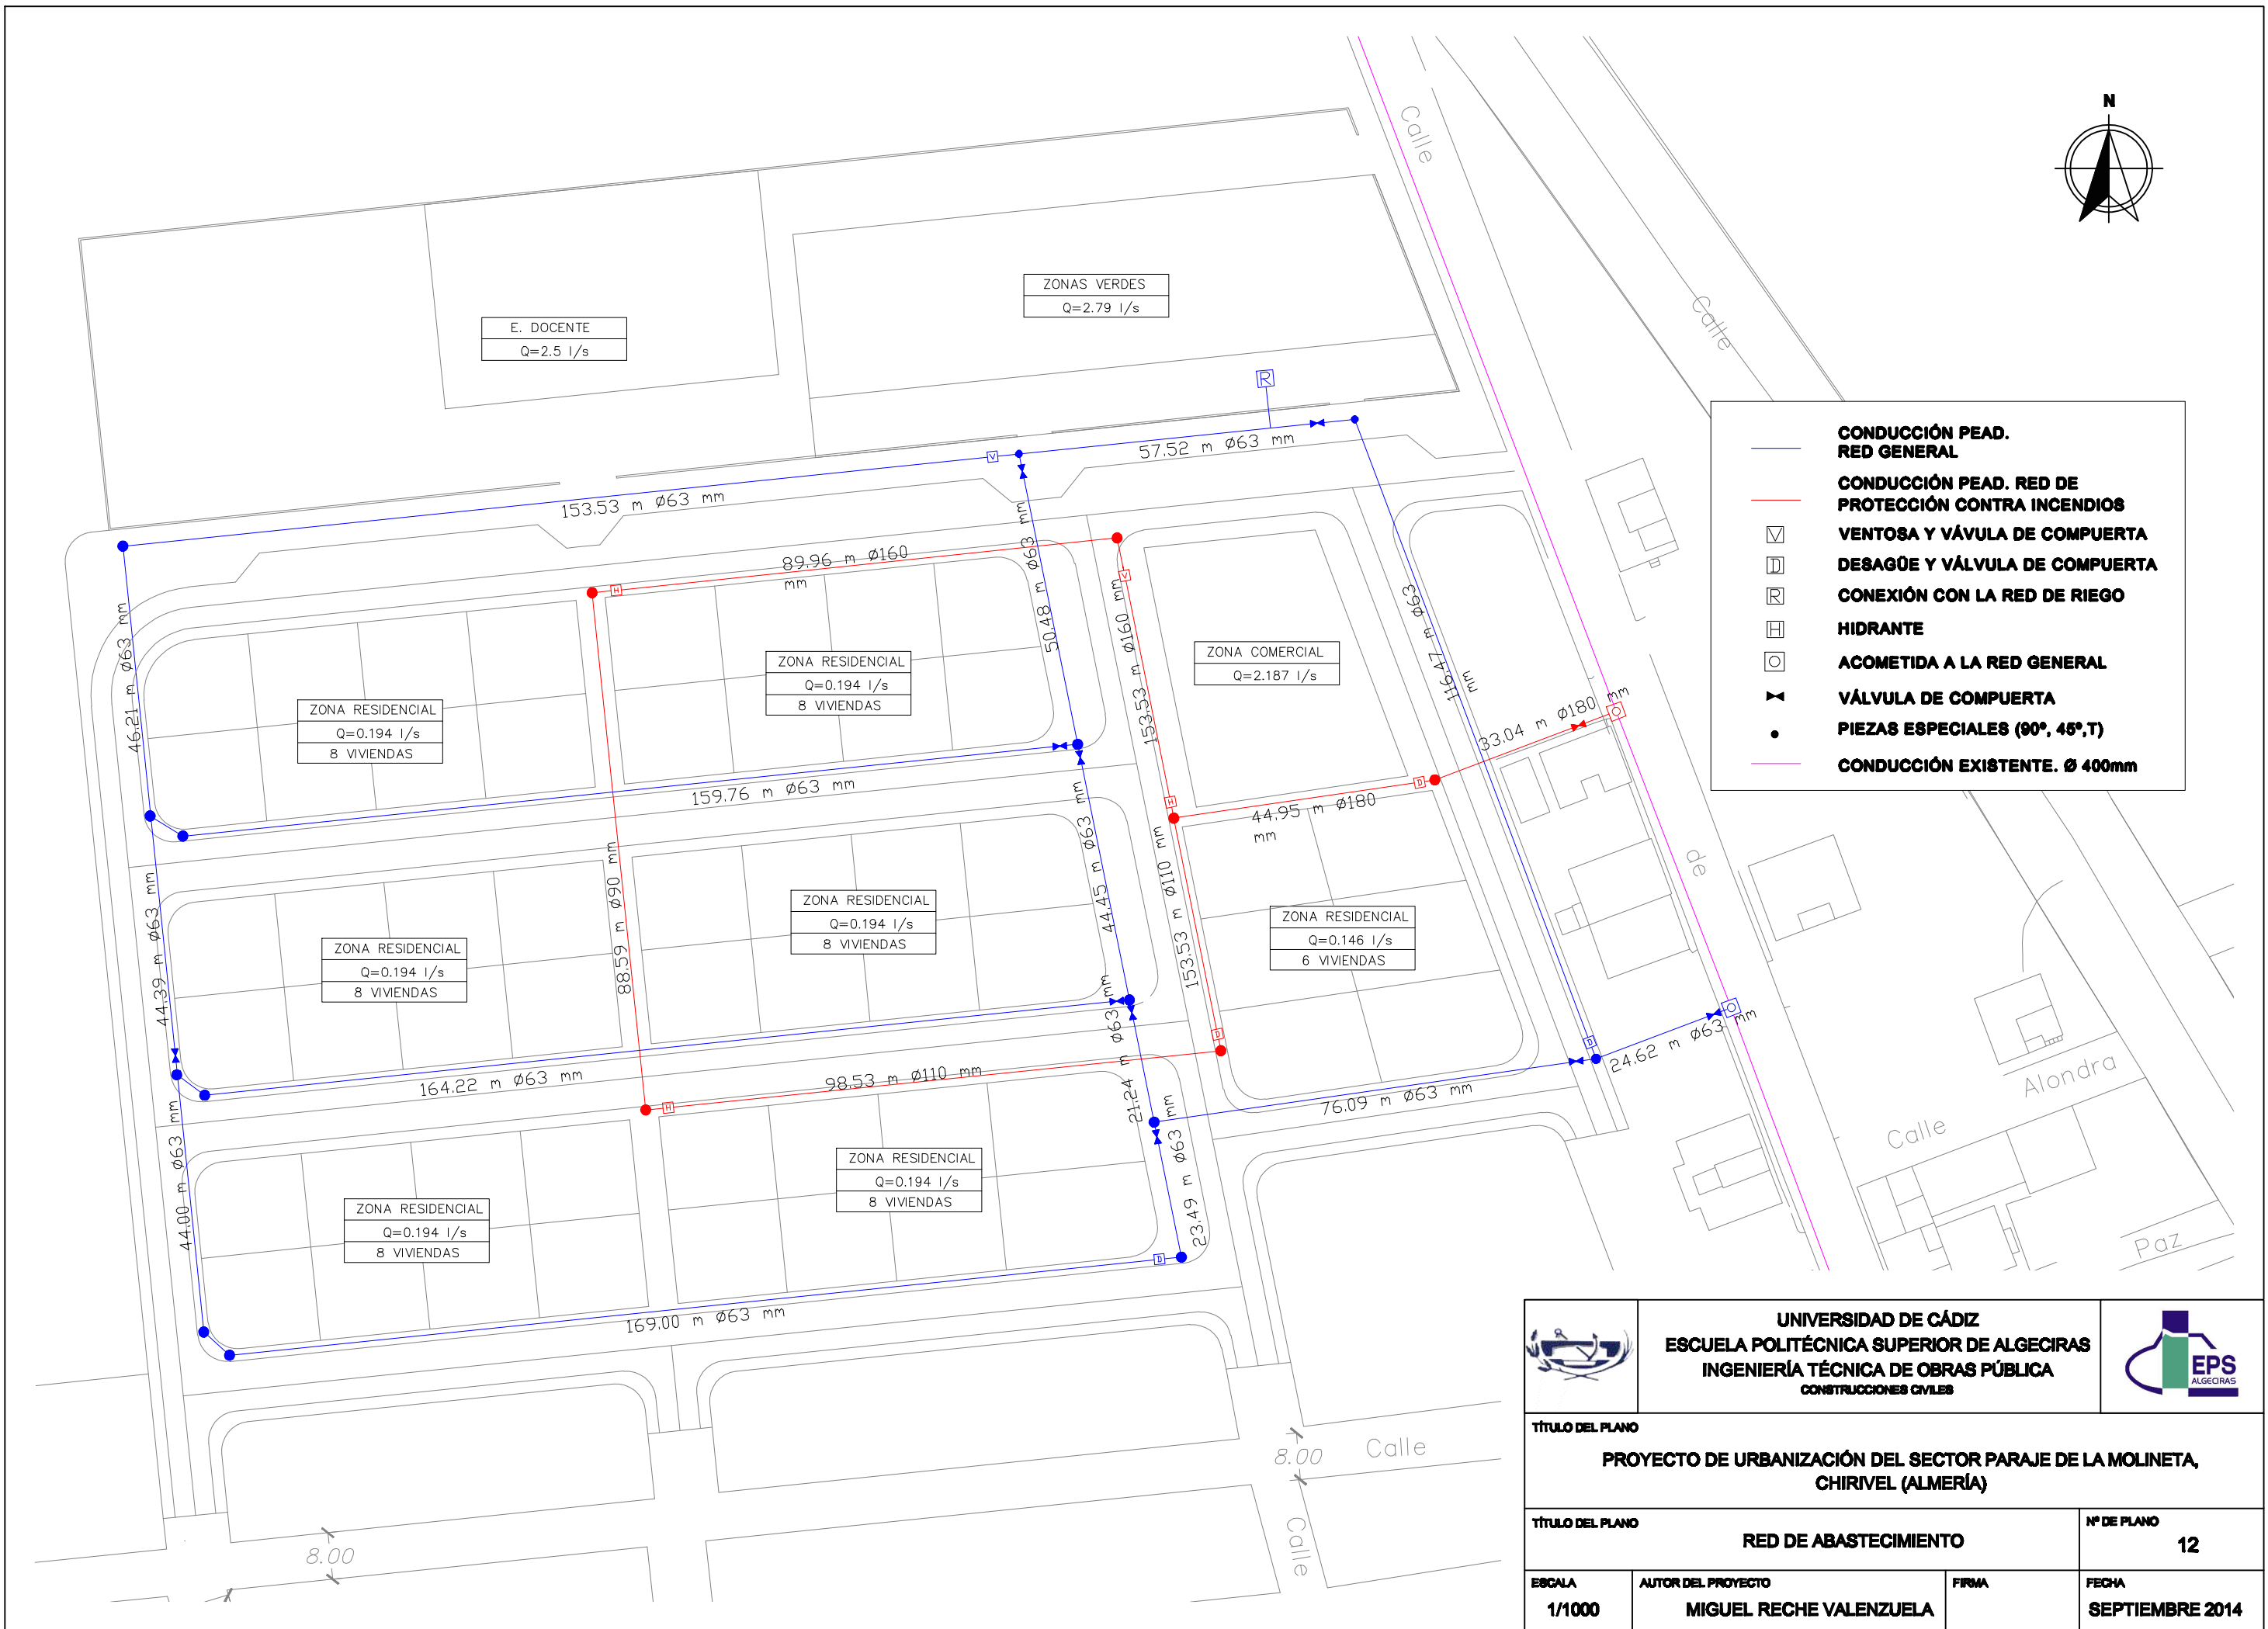 N
Calle
Calle
ZONAS VERDES
Q=2.79 l/s
E. DOCENTE
Q=2.5 l/s
R
57.52 m Ø63 mm
V
153.53 m Ø63 mm
CONDUCCIÓN PEAD.
RED GENERAL
CONDUCCIÓN PEAD. RED DE
PROTECCIÓN CONTRA INCENDIOS
V VENTOSA Y VÁVULA DE COMPUERTA
D DESAGÜE Y VÁLVULA DE COMPUERTA
R CONEXIÓN CON LA RED DE RIEGO
H HIDRANTE
O ACOMETIDA A LA RED GENERAL
VÁLVULA DE COMPUERTA
PIEZAS ESPECIALES (90º, 45º,T)
CONDUCCIÓN EXISTENTE. Ø 400mm
89.96 m Ø160
mm
H
V
50.48 m Ø63 mm
153.53 m Ø160 mm
116.47 m Ø63
mm
46.21 m Ø63 mm
ZONA RESIDENCIAL
Q=0.194 l/s
8 VIVIENDAS
ZONA RESIDENCIAL
Q=0.194 l/s
8 VIVIENDAS
ZONA COMERCIAL
Q=2.187 l/s
33.04 m Ø180 mm
O
D
H
159.76 m Ø63 mm
44.95 m Ø180
mm
44.39 m Ø63 mm
88.59 m Ø90 mm
44.45 m Ø63 mm
153.53 m Ø110 mm
de
ZONA RESIDENCIAL
Q=0.194 l/s
8 VIVIENDAS
ZONA RESIDENCIAL
Q=0.194 l/s
8 VIVIENDAS
ZONA RESIDENCIAL
Q=0.146 l/s
6 VIVIENDAS
D
D
O
24.62 m Ø63 mm
164.22 m Ø63 mm
98.53 m Ø110 mm
H
21.24 m Ø63 mm
76.09 m Ø63 mm
Calle
Alondra
44.00 m Ø63 mm
23.49 m Ø63 mm
ZONA RESIDENCIAL
Q=0.194 l/s
8 VIVIENDAS
ZONA RESIDENCIAL
Q=0.194 l/s
8 VIVIENDAS
D
169.00 m Ø63 mm
Paz
8.00
Calle
8.00
Calle
UNIVERSIDAD DE CÁDIZ
ESCUELA POLITÉCNICA SUPERIOR DE ALGECIRAS
INGENIERÍA TÉCNICA DE OBRAS PÚBLICA
CONSTRUCCIONES CIVILES
EPS
ALGECIRAS
TÍTULO DEL PLANO
PROYECTO DE URBANIZACIÓN DEL SECTOR PARAJE DE LA MOLINETA,
CHIRIVEL (ALMERÍA)
TÍTULO DEL PLANO
RED DE ABASTECIMIENTO
Nº DE PLANO
12
ESCALA
1/1000
AUTOR DEL PROYECTO
MIGUEL RECHE VALENZUELA
FIRMA
FECHA
SEPTIEMBRE 2014